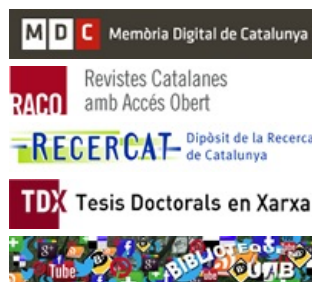 MDC Memòria Digital de Catalunya
Revistes Catalanes
RACO amb Accés Obert
RECERCAT Dipòsit de la Recerca
de Catalunya
TDX Tesis Doctorals en Xarxa
Tube BIBLIOTEQUES UAB